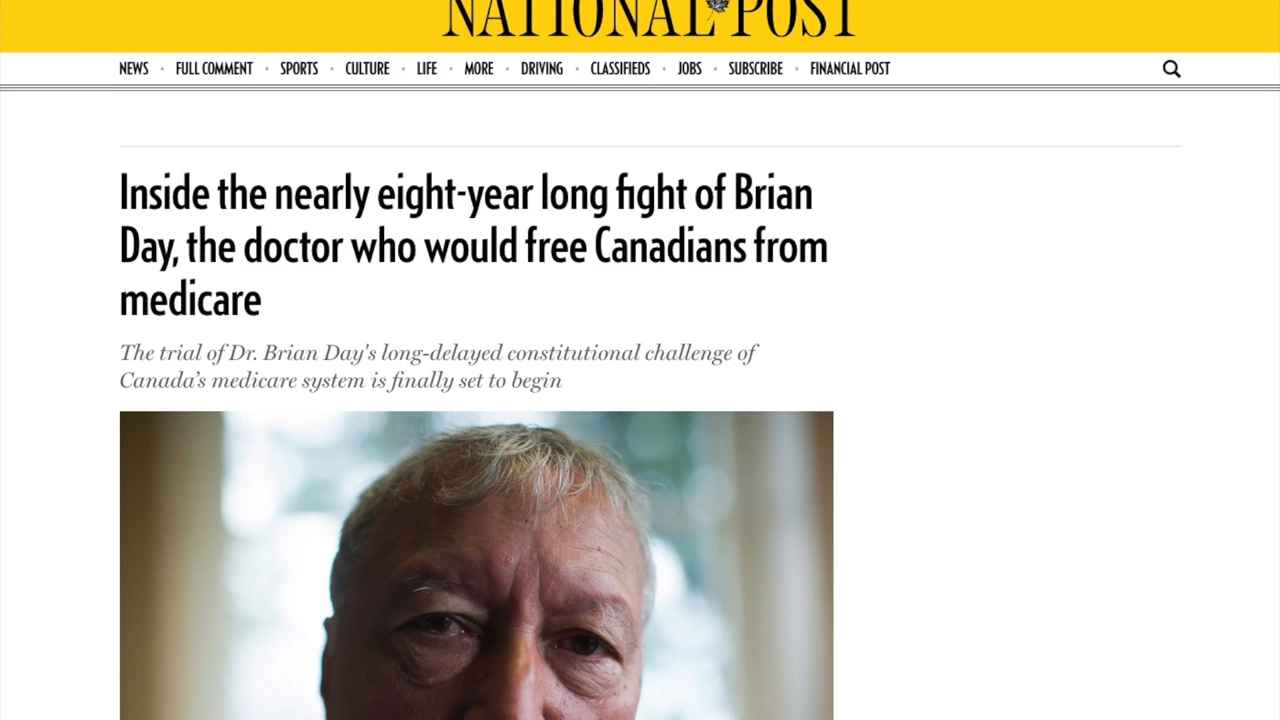 NATIONAL POST
NEWS • FULL COMMENT • SPORTS • CULTURE • LIFE • MORE • DRIVING • CLASSIFIEDS • JOBS • SUBSCRIBE • FINANCIAL POST
Inside the nearly eight-year long fight of Brian
Day, the doctor who would free Canadians from
medicare
The trial of Dr. Brian Day's long-delayed constitutional challenge of
Canada’s medicare system is finally set to begin